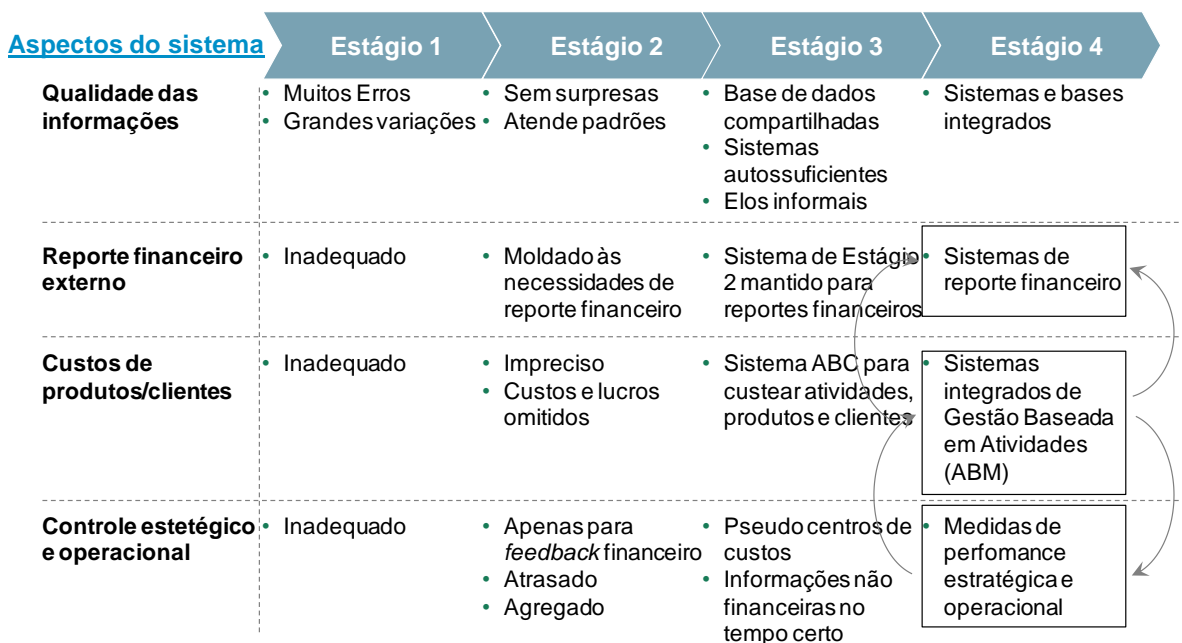 Aspectos do sistema
Estágio 1
Estágio 2
Estágio 3
Estágio 4
Qualidade das
informações
• Muitos Erros
• Grandes variações
• Sem surpresas
• Atende padrões
• Base de dados
compartilhadas
• Sistemas
autossuficientes
• Elos informais
• Sistemas e bases
integrados
Reporte financeiro
externo
• Inadequado
• Moldado às
necessidades de
reporte financeiro
• Sistema de Estágio
2 mantido para
reportes financeiros
• Sistemas de
reporte financeiro
Custos de
produtos/clientes
• Inadequado
• Impreciso
• Custos e lucros
omitidos
• Sistema ABC para
custear atividades,
produtos e clientes
• Sistemas
integrados de
Gestão Baseada
em Atividades
(ABM)
Controle estetégico
e operacional
• Inadequado
• Apenas para
feedback financeiro
• Atrasado
• Agregado
• Pseudo centros de
custos
• Informações não
financeiras no
tempo certo
• Medidas de
perfomance
estratégica e
operacional